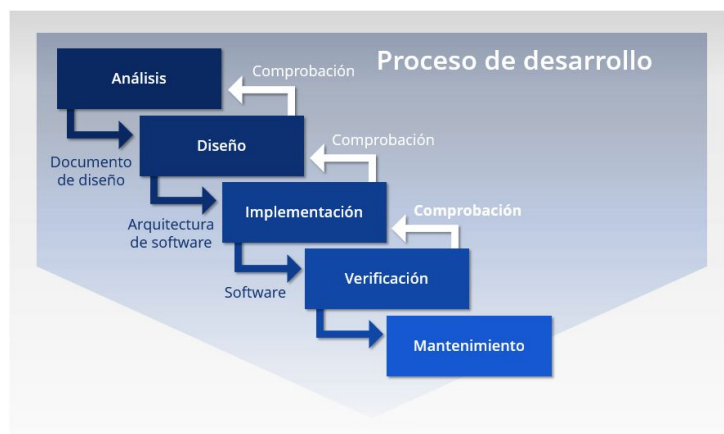 Proceso de desarrollo
Análisis
Comprobación
Documento
de diseño
Diseño
Comprobación
Arquitectura
de software
Implementación
Comprobación
Software
Verificación
Mantenimiento